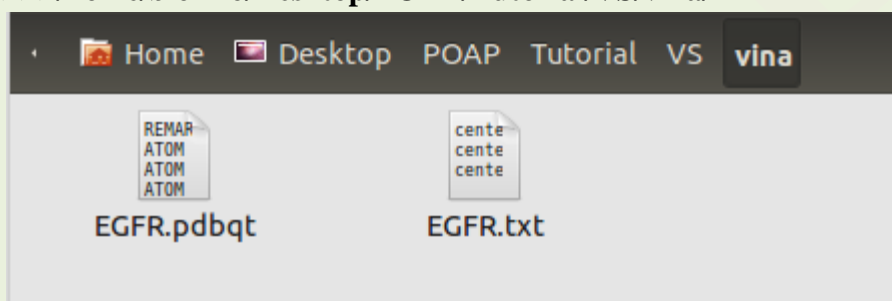 Home Desktop POAP Tutorial VS vina
REMAR
ATOM
ATOM
ATOM
cente
cente
cente
EGFR.pdbqt
EGFR.txt